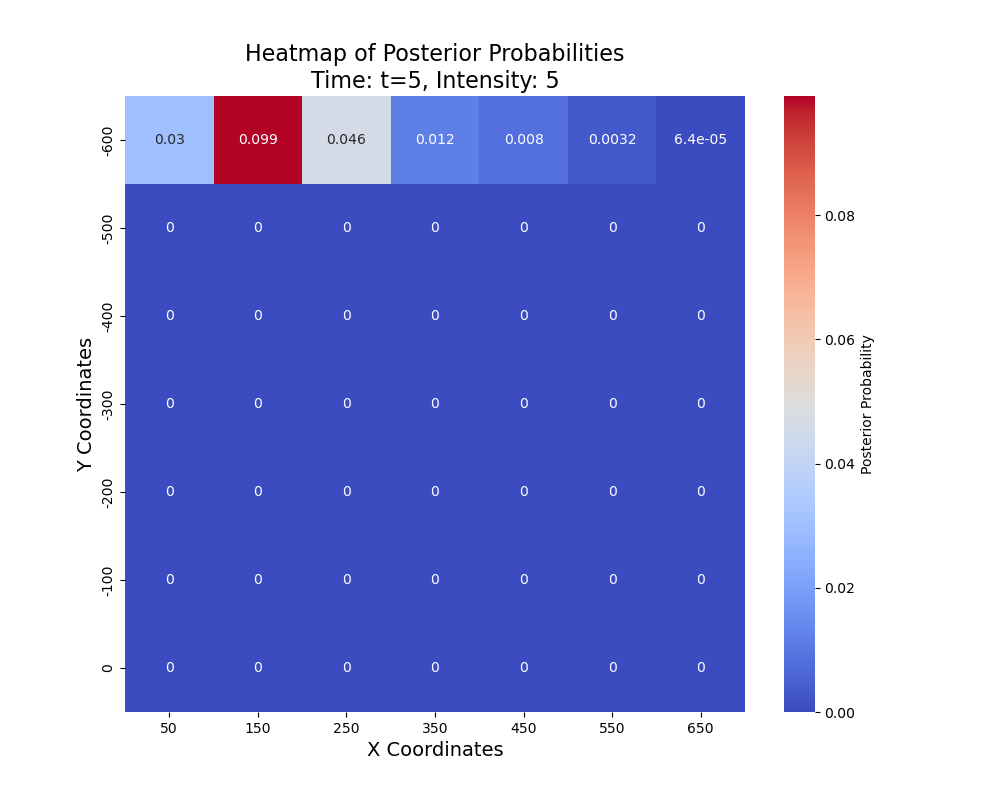 Heatmap of Posterior Probabilities
Time: t=5, Intensity: 5
-600 0.03 0.099 0.046 0.012 0.008 0.0032 6.4e-05
-500 0 0 0 0 0 0 0
-400 0 0 0 0 0 0 0
-300 0 0 0 0 0 0 0
-200 0 0 0 0 0 0 0
-100 0 0 0 0 0 0 0
0 0 0 0 0 0 0 0
50 150 250 350 450 550 650
X Coordinates
Y Coordinates
0.08
0.06
0.04
0.02
0.00
Posterior Probability